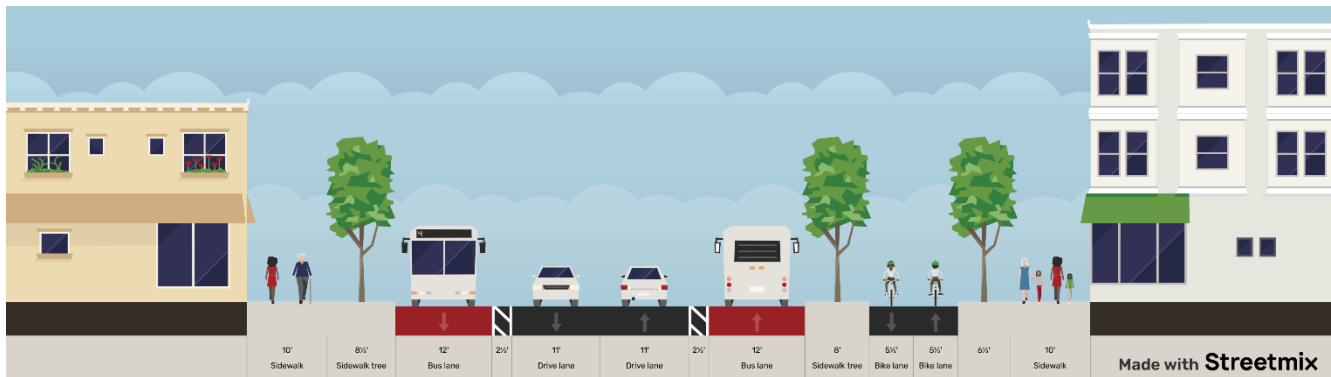 4
10' 8½' 12' 2½' 11' 11' 2½' 12' 8' 5½' 5½' 6½' 10'
Sidewalk Sidewalk tree Bus lane Drive lane Drive lane Bus lane Sidewalk tree Bike lane Bike lane Sidewalk
Made with Streetmix